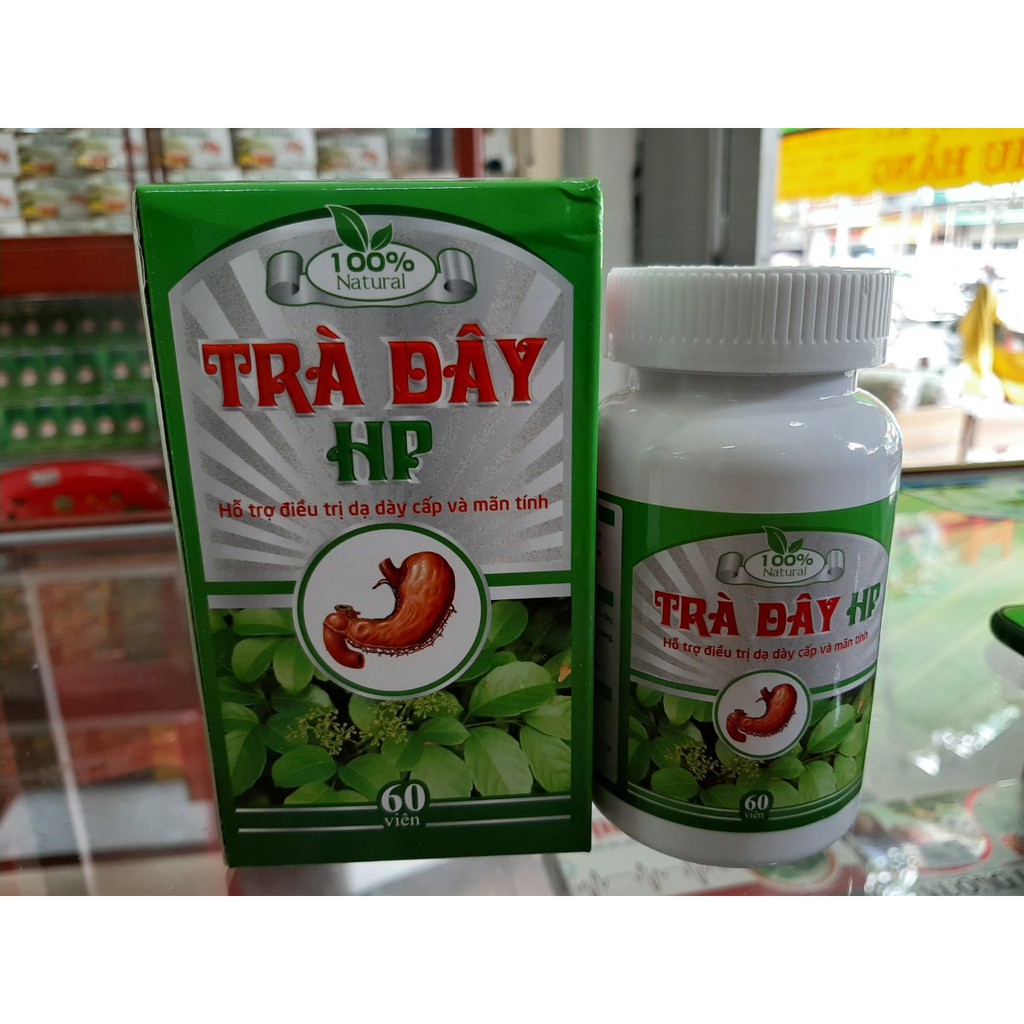 100%
Natural
TRÀ DÂY
HP
Hỗ trợ điều trị dạ dày cấp và mãn tính
60
viên
100%
Natural
TRÀ DÂY HP
Hỗ trợ điều trị dạ dày cấp và mãn tính
60
viên
HẰNG